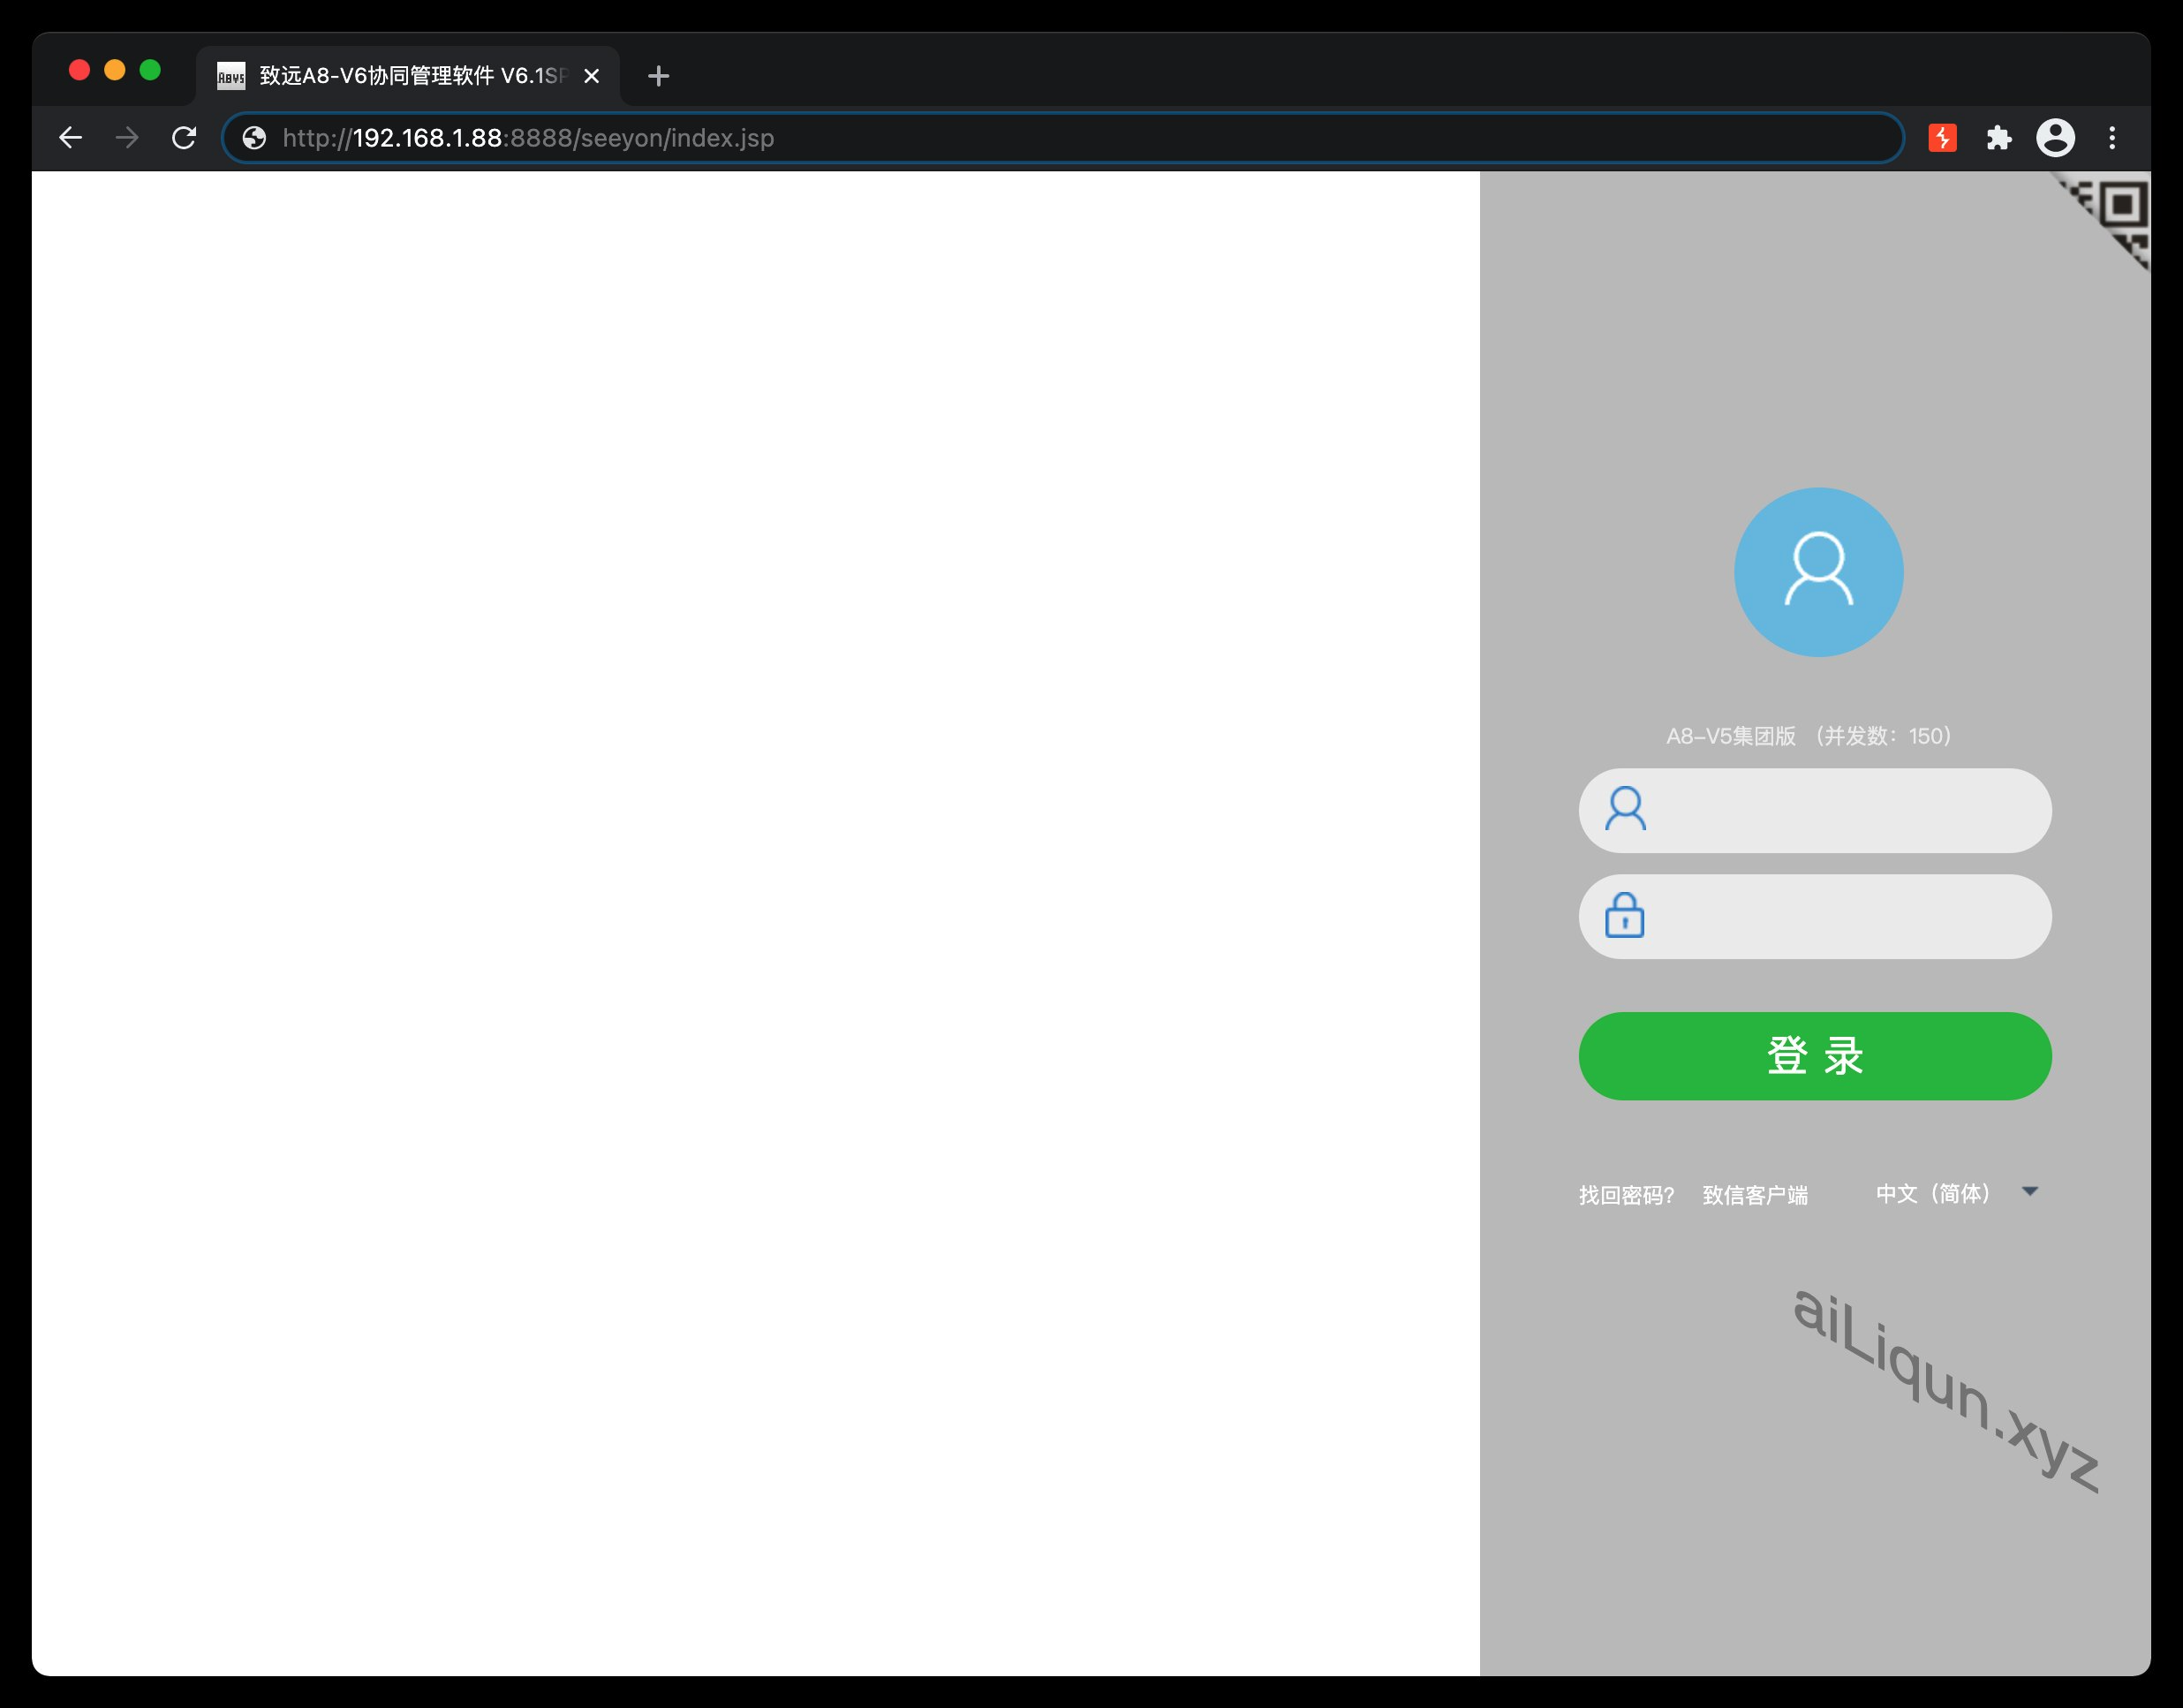 致远A8-V6协同管理软件 V6.1SP
http://192.168.1.88:8888/seeyon/index.jsp
A8-V5集团版 （并发数：150）
登 录
找回密码? 致信客户端 中文（简体）
aiLiqun.xyz